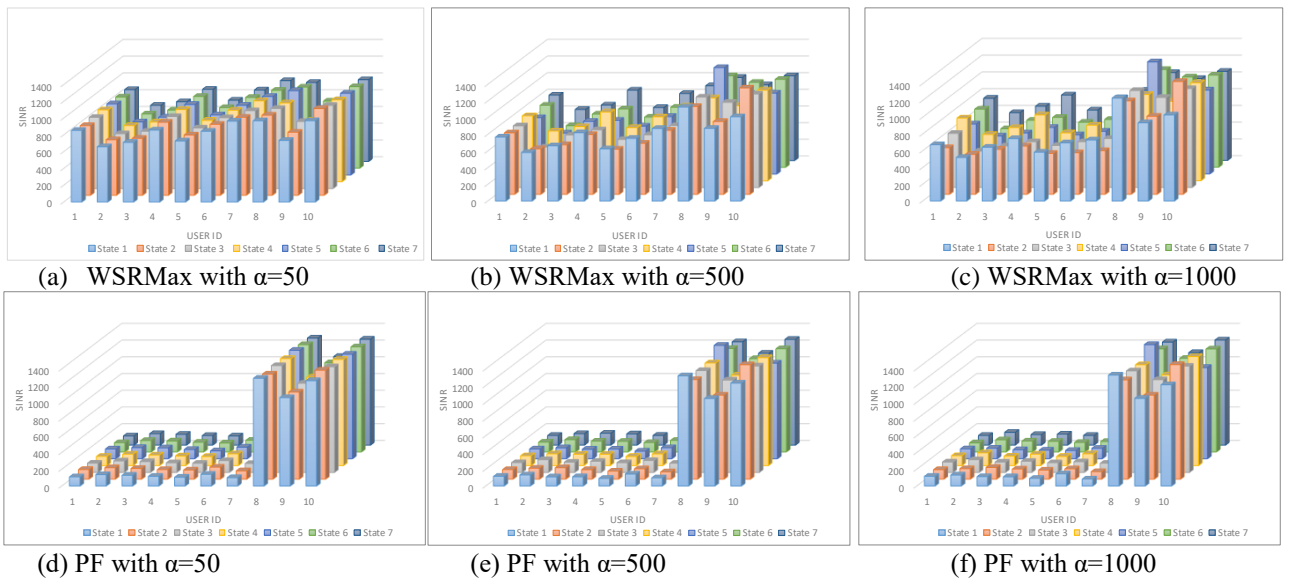 SINR
1400
1200
1000
800
600
400
200
0
1 2 3 4 5 6 7 8 9 10
USER ID
State 1 State 2 State 3 State 4 State 5 State 6 State 7
(a) WSRMax with α=50
SINR
1400
1200
1000
800
600
400
200
0
1 2 3 4 5 6 7 8 9 10
USER ID
State 1 State 2 State 3 State 4 State 5 State 6 State 7
(b) WSRMax with α=500
SINR
1400
1200
1000
800
600
400
200
0
1 2 3 4 5 6 7 8 9 10
USER ID
State 1 State 2 State 3 State 4 State 5 State 6 State 7
(c) WSRMax with α=1000
SINR
1400
1200
1000
800
600
400
200
0
1 2 3 4 5 6 7 8 9 10
USER ID
State 1 State 2 State 3 State 4 State 5 State 6 State 7
(d) PF with α=50
SINR
1400
1200
1000
800
600
400
200
0
1 2 3 4 5 6 7 8 9 10
USER ID
State 1 State 2 State 3 State 4 State 5 State 6 State 7
(e) PF with α=500
SINR
1400
1200
1000
800
600
400
200
0
1 2 3 4 5 6 7 8 9 10
USER ID
State 1 State 2 State 3 State 4 State 5 State 6 State 7
(f) PF with α=1000